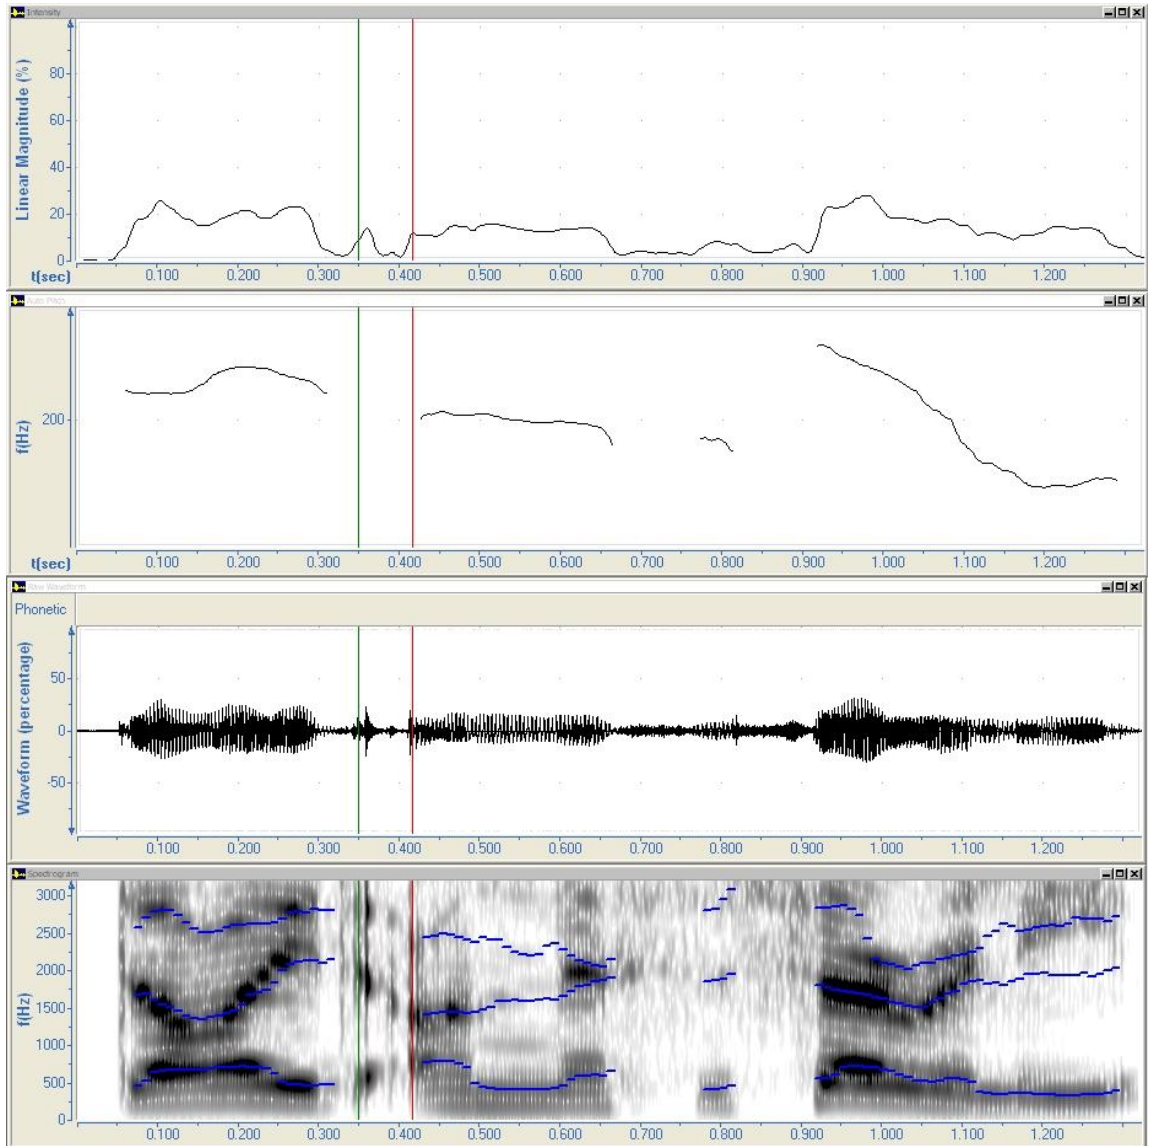 Intensity
Linear Magnitude (%)
80
60
40
20
0
t(sec)
0.100 0.200 0.300 0.400 0.500 0.600 0.700 0.800 0.900 1.000 1.100 1.200
Auto Pitch
f(Hz)
200
t(sec)
0.100 0.200 0.300 0.400 0.500 0.600 0.700 0.800 0.900 1.000 1.100 1.200
Raw Waveform
Phonetic
Waveform (percentage)
50
0
-50
0.100 0.200 0.300 0.400 0.500 0.600 0.700 0.800 0.900 1.000 1.100 1.200
Spectrogram
f(Hz)
3000
2500
2000
1500
1000
500
0
0.100 0.200 0.300 0.400 0.500 0.600 0.700 0.800 0.900 1.000 1.100 1.200